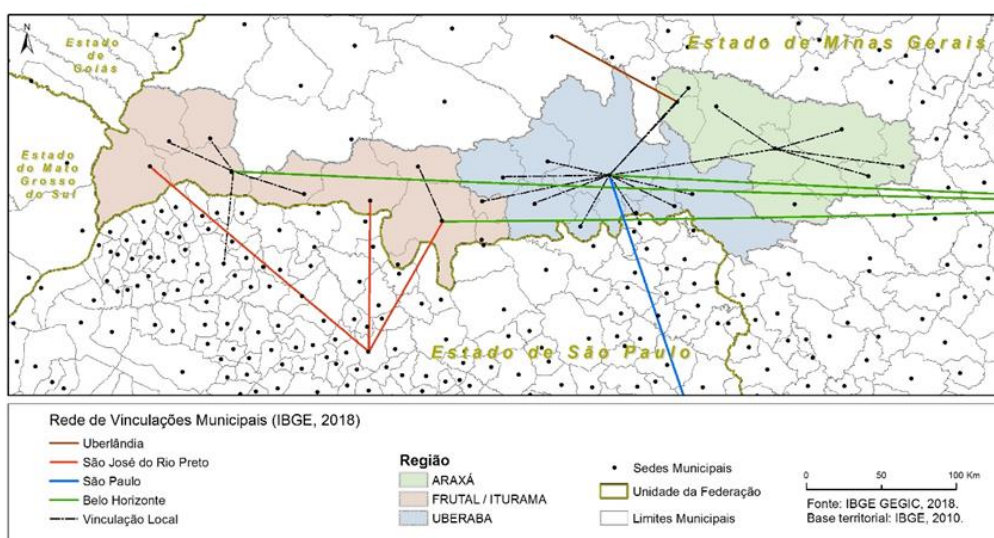 N
Estado
de
Goiás
Estado de Minas Gerais
Estado
do Mato
Grosso
do Sul
Estado de São Paulo
Rede de Vinculações Municipais (IBGE, 2018)
Uberlândia
São José do Rio Preto
São Paulo
Belo Horizonte
Vinculação Local
Região
ARAXÁ
FRUTAL / ITURAMA
UBERABA
Sedes Municipais
Unidade da Federação
Limites Municipais
0 50 100 Km
Fonte: IBGE GEGIC, 2018.
Base territorial: IBGE, 2010.